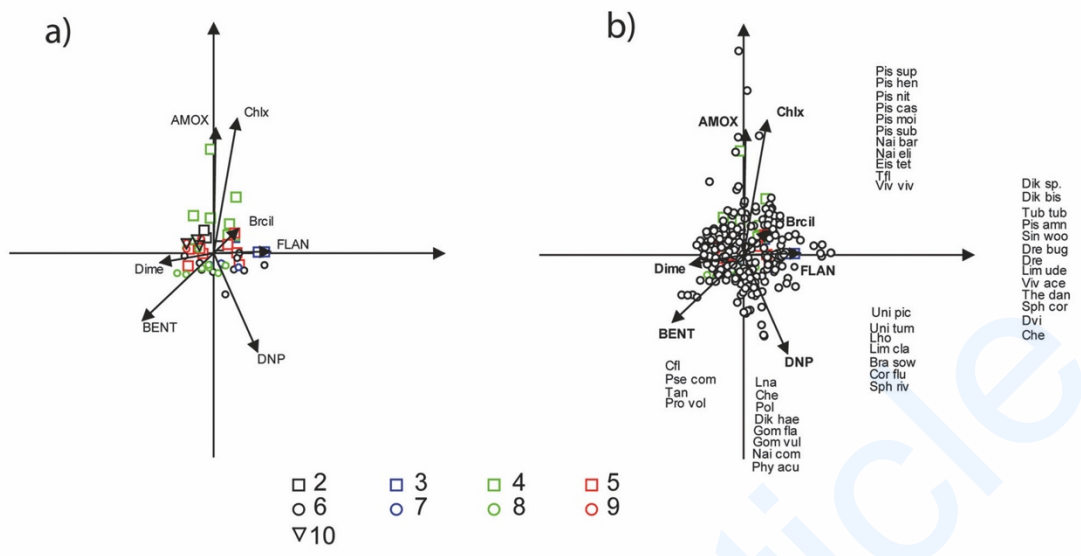 a)
AMOX
Chlx
Brcil
FLAN
Dime
BENT
DNP
b)
AMOX
Chlx
Brcil
FLAN
Dime
BENT
DNP
Pis sup
Pis hen
Pis nit
Pis cas
Pis moi
Pis sub
Nai bar
Nai eli
Eis tet
Tfl
Viv viv
Dik sp.
Dik bis
Tub tub
Pis amn
Sin woo
Dre bug
Dre
Lim ude
Viv ace
The dan
Sph cor
Dvi
Che
Uni pic
Uni tum
Lho
Lim cla
Bra sow
Cor flu
Sph riv
Cfl
Pse com
Tan
Pro vol
Lna
Che
Pol
Dik hae
Gom fla
Gom vul
Nai com
Phy acu
2 3 4 5
6 7 8 9
10